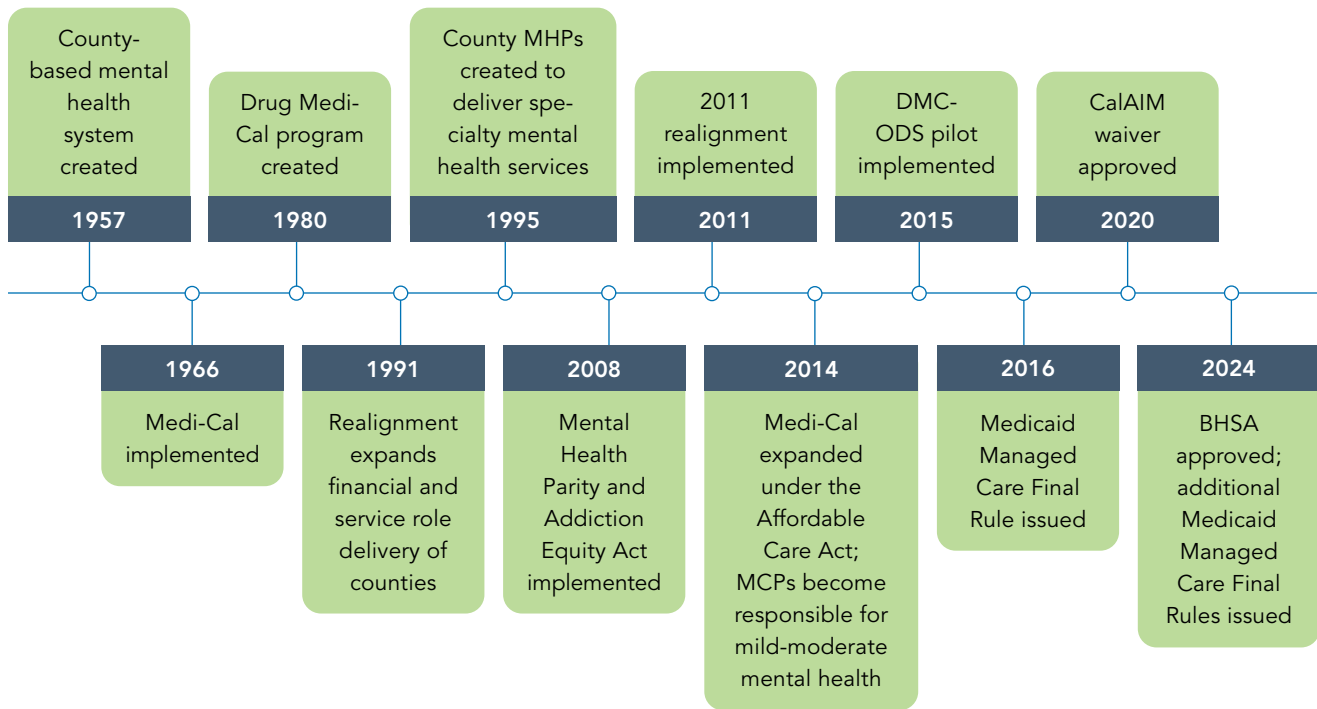 County-
based mental
health
system
created
1957
Medi-Cal
implemented
1966
Drug Medi-
Cal program
created
1980
1991
Realignment
expands
financial and
service role
delivery of
counties
County MHPs
created to
deliver spe-
cialty mental
health services
1995
2008
Mental
Health
Parity and
Addiction
Equity Act
implemented
2011
realignment
implemented
2011
2014
Medi-Cal
expanded
under the
Affordable
Care Act;
MCPs become
responsible for
mild-moderate
mental health
DMC-
ODS pilot
implemented
2015
2016
Medicaid
Managed
Care Final
Rule issued
CalAIM
waiver
approved
2020
2024
BHSA
approved;
additional
Medicaid
Managed
Care Final
Rules issued